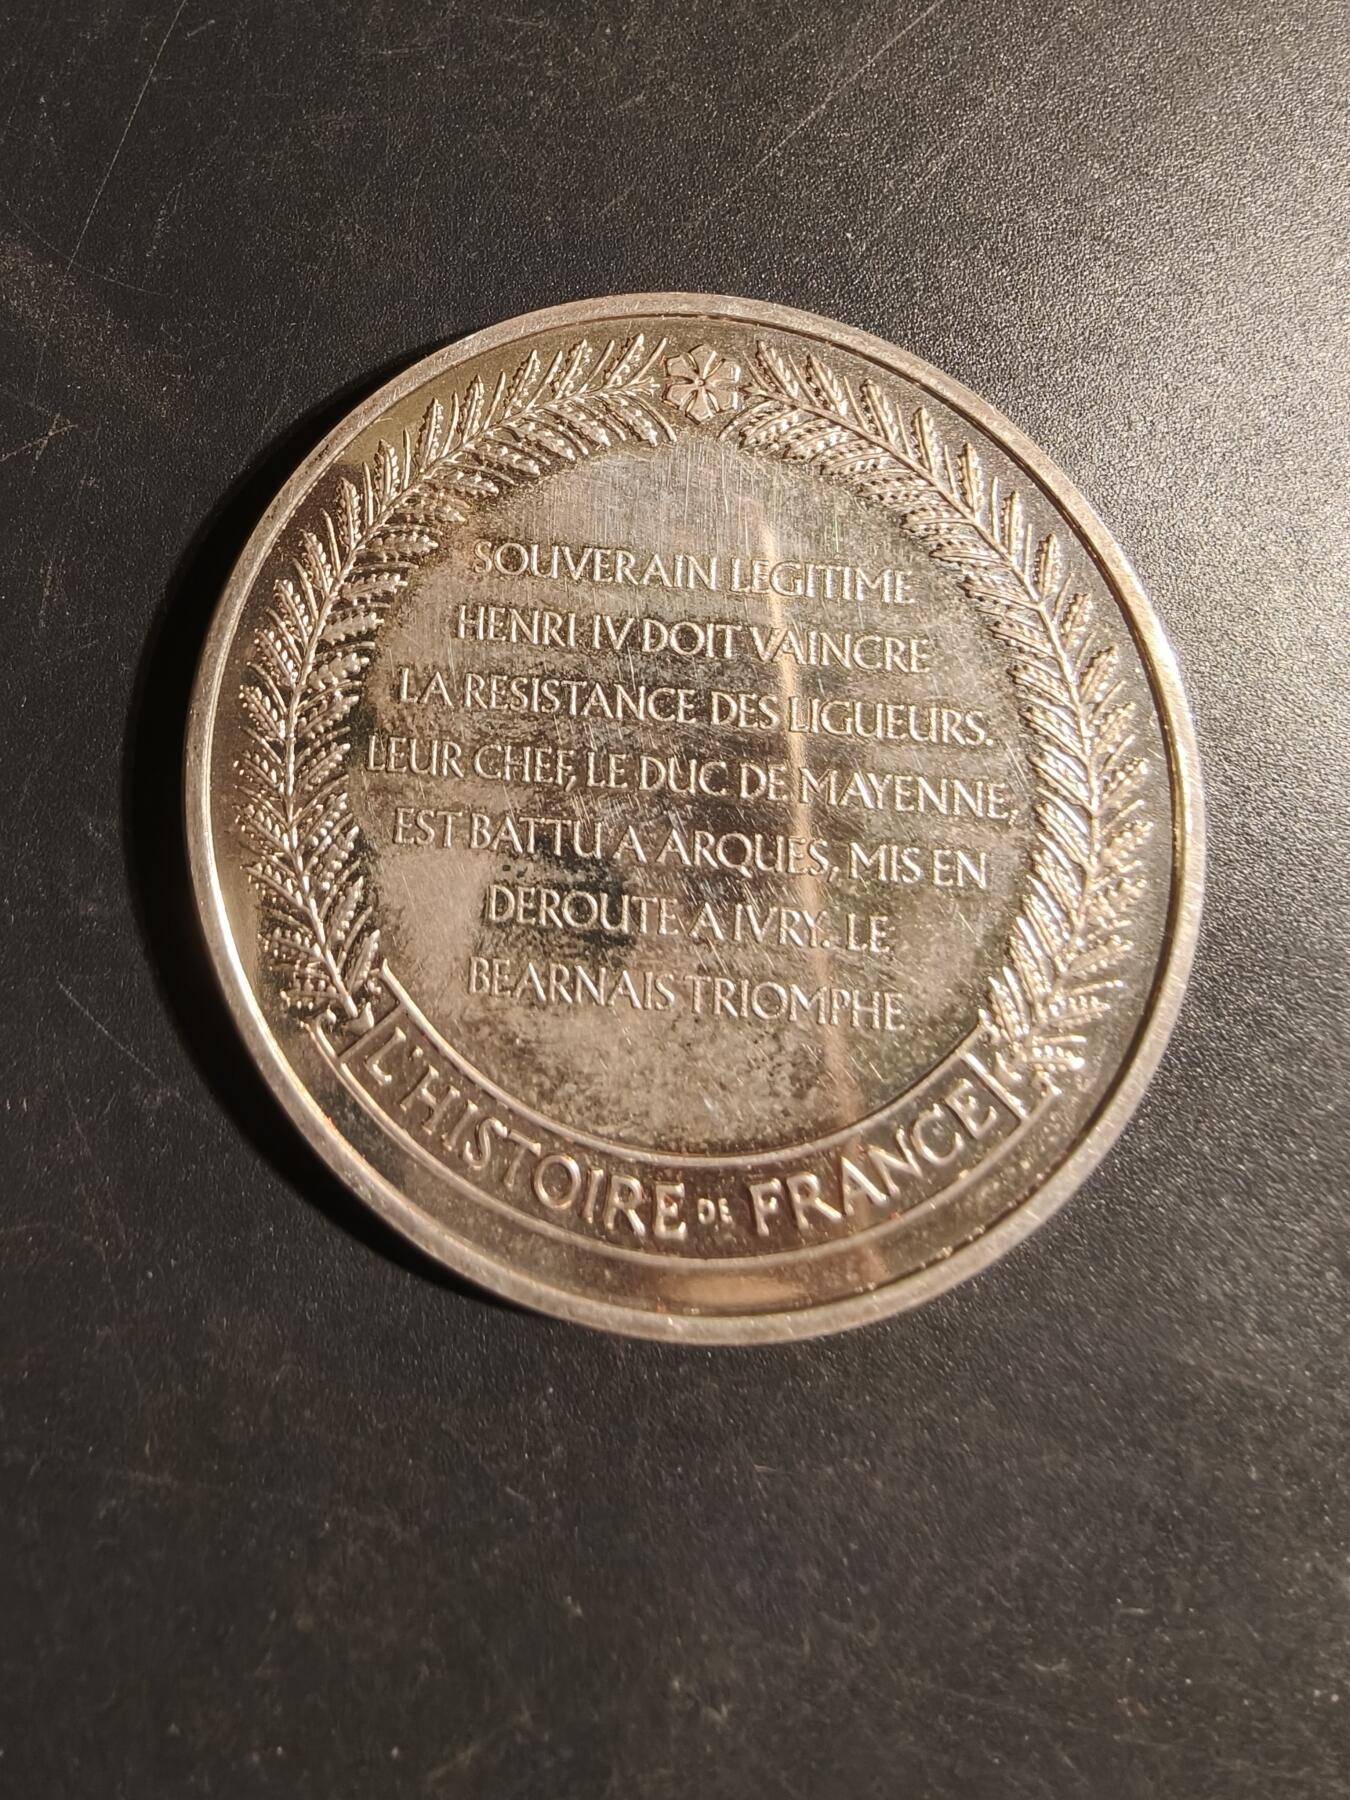 SOUVERAIN LEGITIME
HENRI IV DOIT VAINCRE
LA RESISTANCE DES LIGUEURS.
LEUR CHEF, LE DUC DE MAYENNE,
EST BATTU A ARQUES, MIS EN
DEROUTE A IVRY. LE
BEARNAIS TRIOMPHE
L'HISTOIRE DE FRANCE